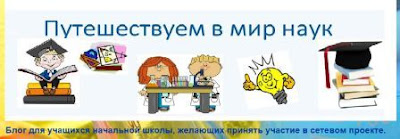 Путешествуем в мир наук
Блог для учащихся начальной школы, желающих принять участие в сетевом проекте.